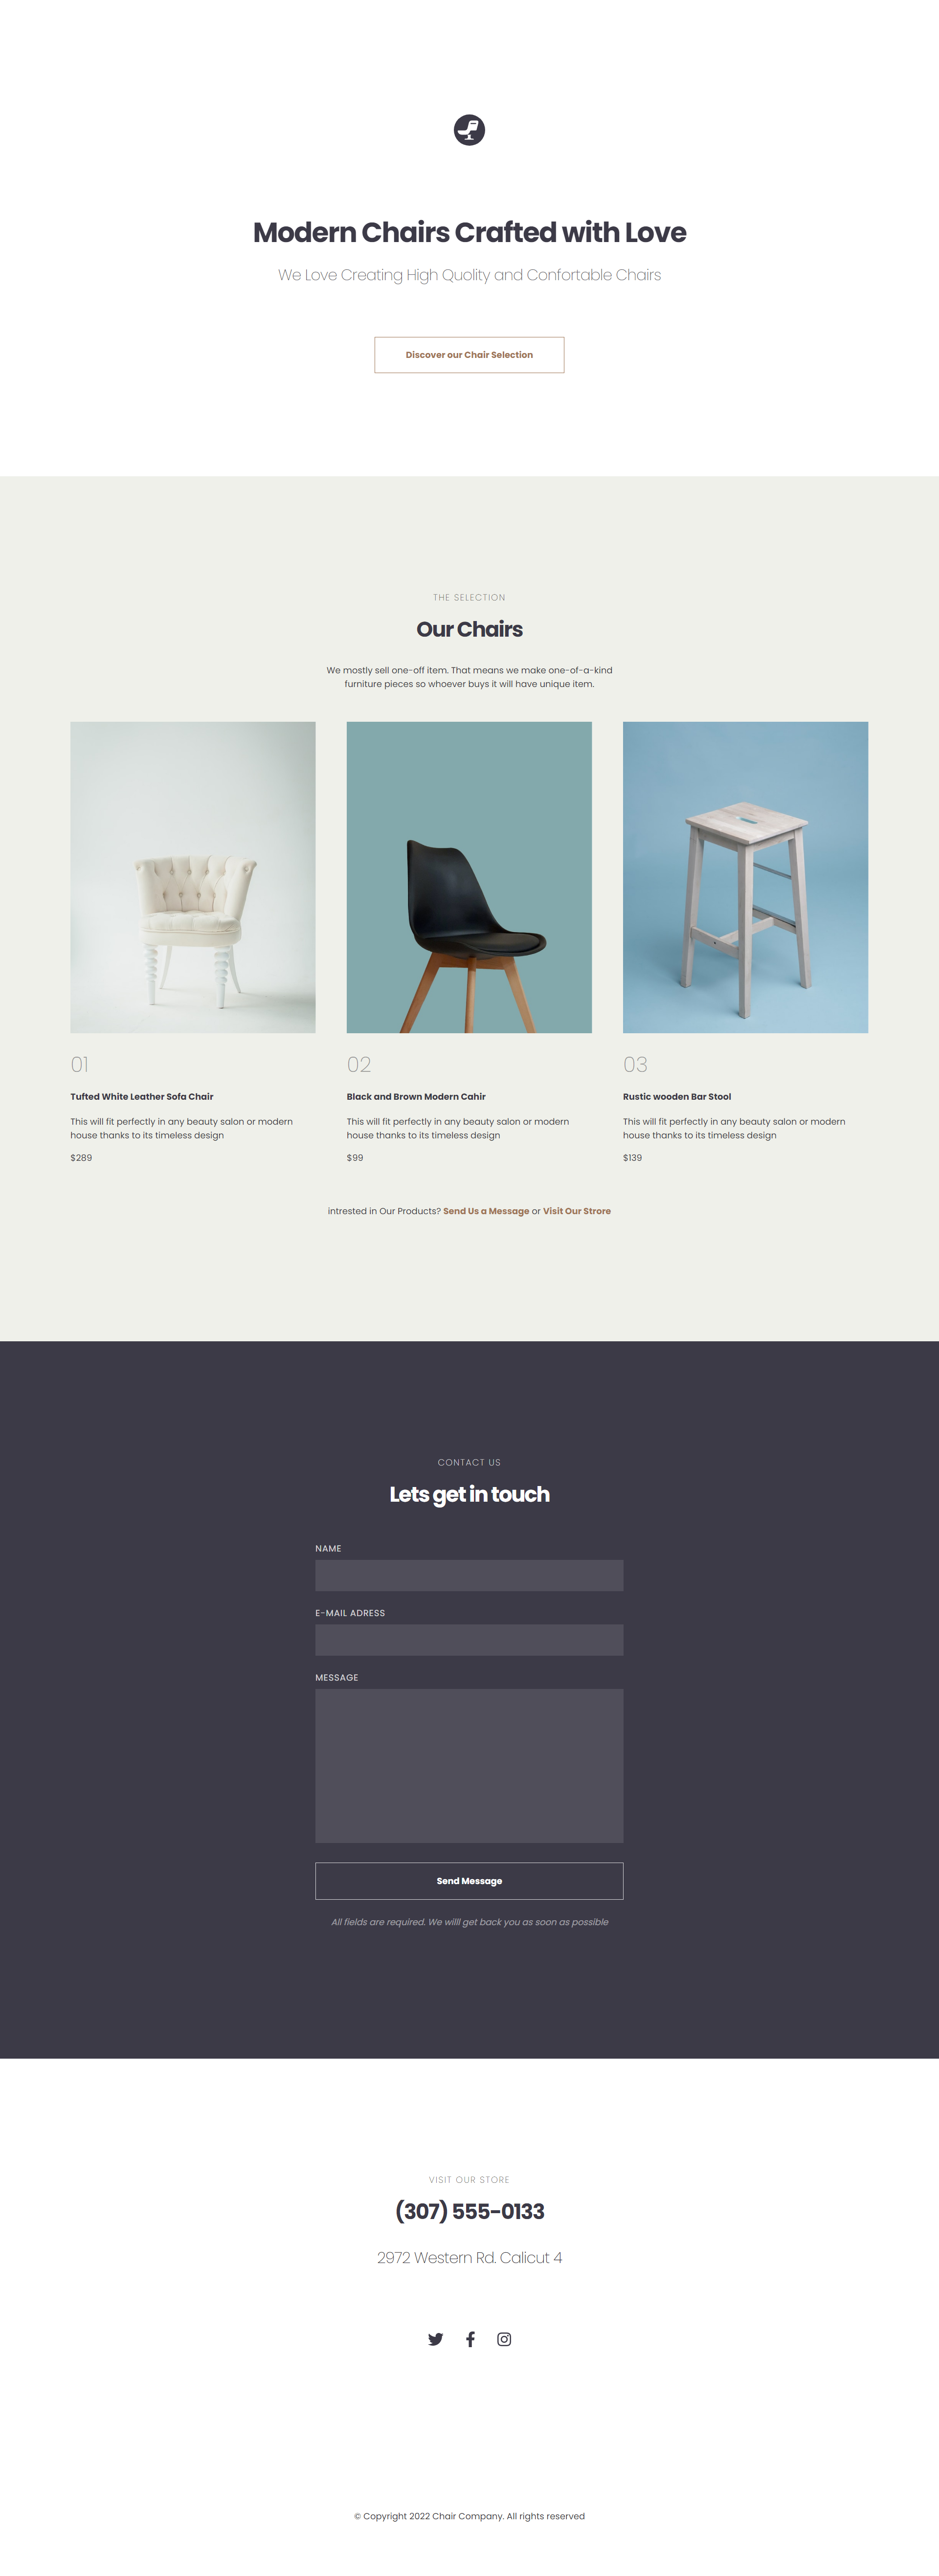 Modern Chairs Crafted with Love
We Love Creating High Quolity and Confortable Chairs
Discover our Chair Selection
THE SELECTION
Our Chairs
We mostly sell one-off item. That means we make one-of-a-kind
furniture pieces so whoever buys it will have unique item.
01
Tufted White Leather Sofa Chair
This will fit perfectly in any beauty salon or modern
house thanks to its timeless design
$289
02
Black and Brown Modern Cahir
This will fit perfectly in any beauty salon or modern
house thanks to its timeless design
$99
03
Rustic wooden Bar Stool
This will fit perfectly in any beauty salon or modern
house thanks to its timeless design
$139
intrested in Our Products? Send Us a Message or Visit Our Strore
CONTACT US
Lets get in touch
NAME
E-MAIL ADRESS
MESSAGE
Send Message
All fields are required. We willl get back you as soon as possible
VISIT OUR STORE
(307) 555-0133
2972 Western Rd. Calicut 4
© Copyright 2022 Chair Company. All rights reserved